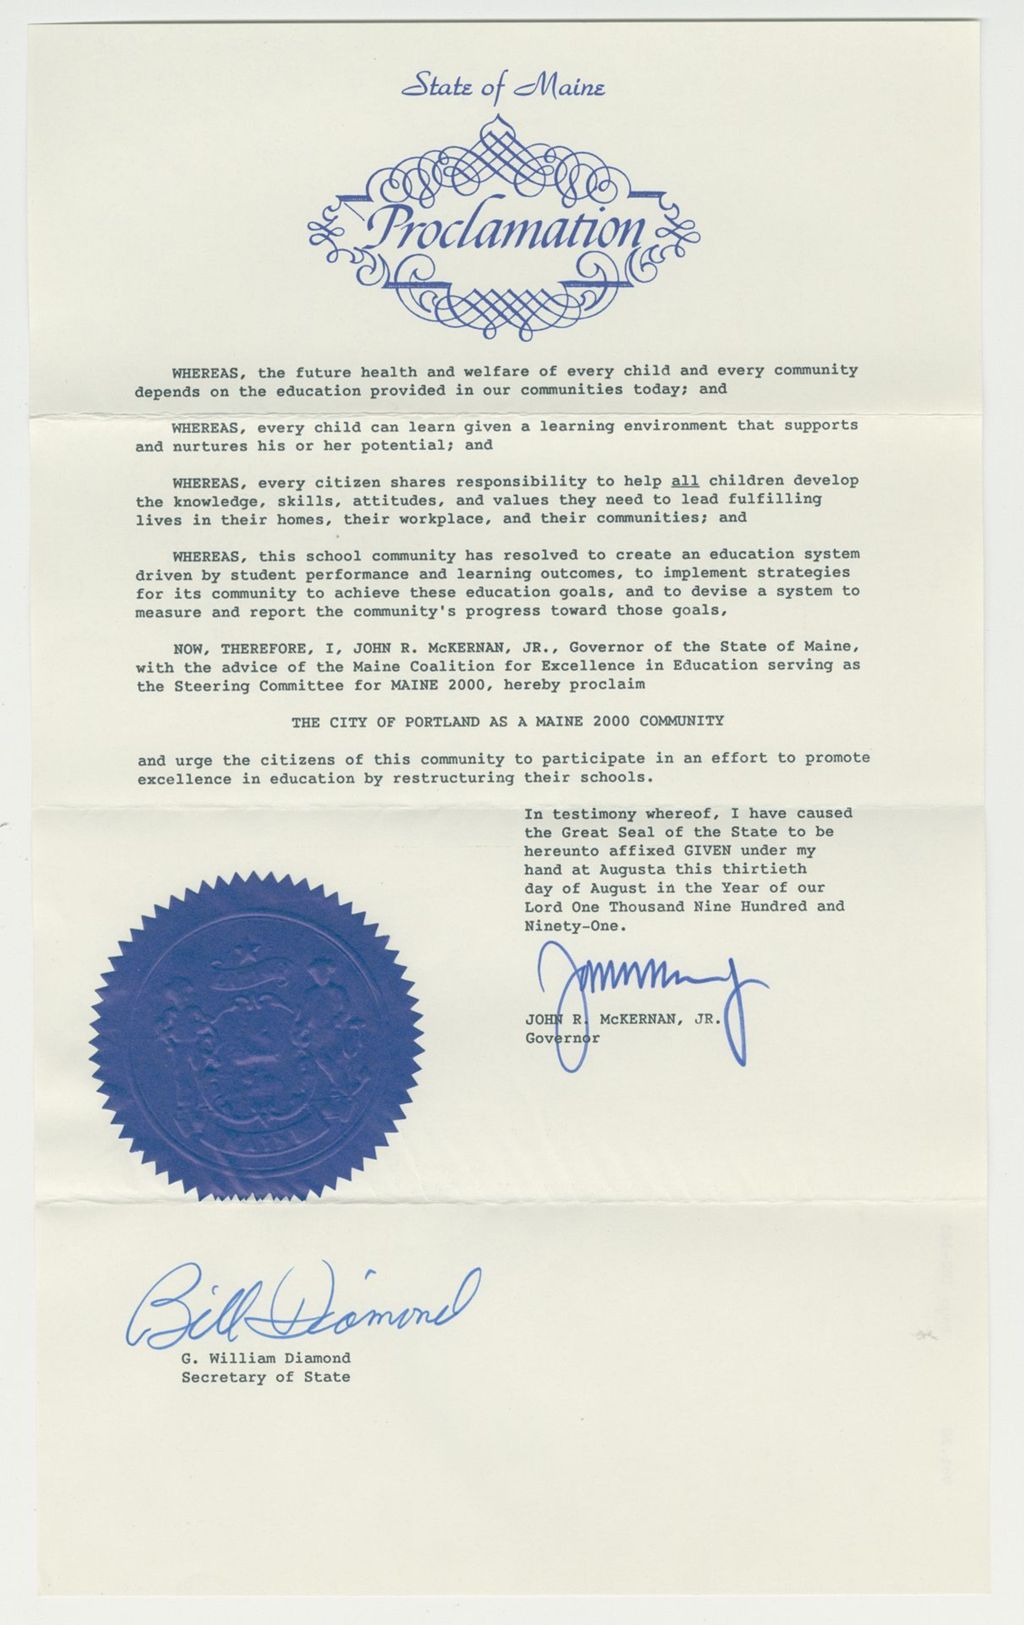 State of Maine
Proclamation
WHEREAS, the future health and welfare of every child and every community
depends on the education provided in our communities today; and
WHEREAS, every child can learn given a learning environment that supports
and nurtures his or her potential; and
WHEREAS, every citizen shares responsibility to help all children develop
the knowledge, skills, attitudes, and values they need to lead fulfilling
lives in their homes, their workplace, and their communities; and
WHEREAS, this school community has resolved to create an education system
driven by student performance and learning outcomes, to implement strategies
for its community to achieve these education goals, and to devise a system to
measure and report the community's progress toward those goals,
NOW, THEREFORE, I, JOHN R. McKERNAN, JR., Governor of the State of Maine,
with the advice of the Maine Coalition for Excellence in Education serving as
the Steering Committee for MAINE 2000, hereby proclaim
THE CITY OF PORTLAND AS A MAINE 2000 COMMUNITY
and urge the citizens of this community to participate in an effort to promote
excellence in education by restructuring their schools.
In testimony whereof, I have caused
the Great Seal of the State to be
hereunto affixed GIVEN under my
hand at Augusta this thirtieth
day of August in the Year of our
Lord One Thousand Nine Hundred and
Ninety-One.
JOHN R. McKERNAN, JR.
Governor
Bill Diamond
G. William Diamond
Secretary of State